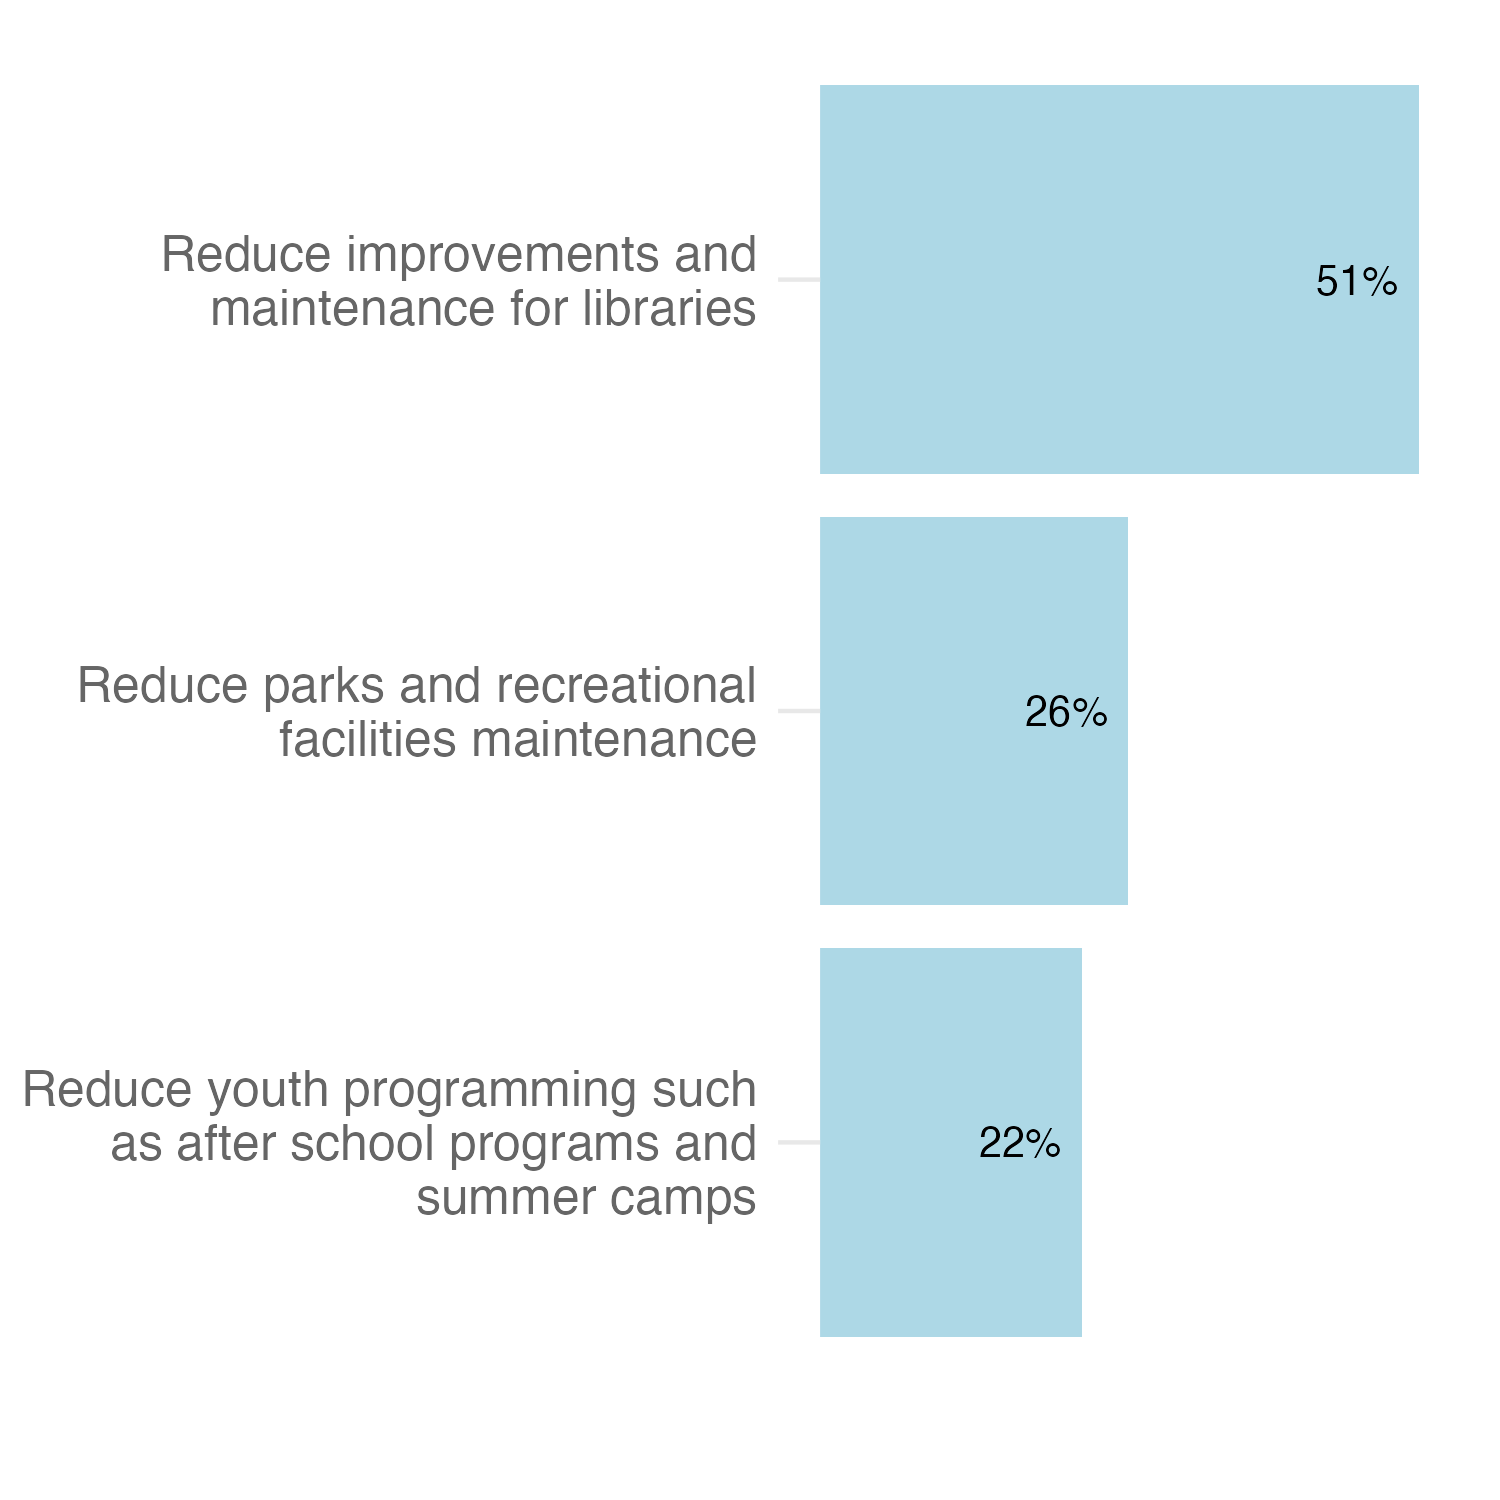 Reduce improvements and
maintenance for libraries
51%
Reduce parks and recreational
facilities maintenance
26%
Reduce youth programming such
as after school programs and
summer camps
22%